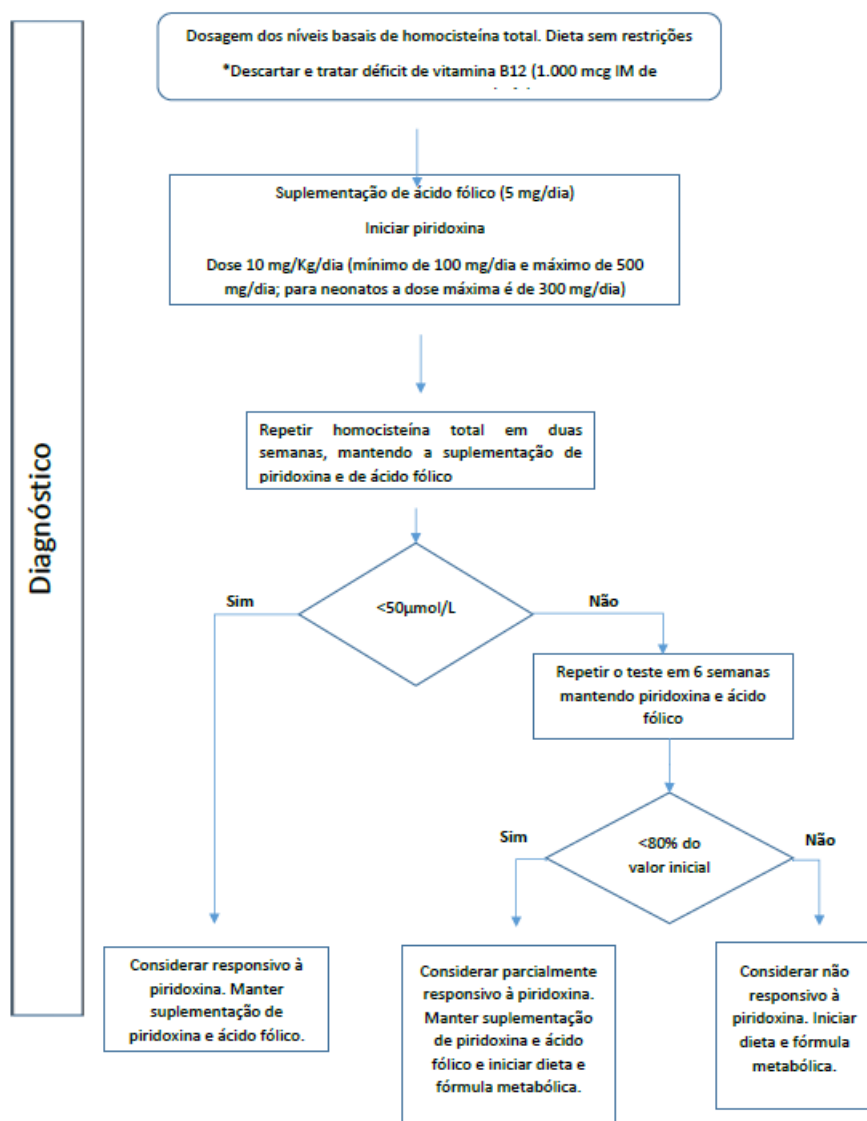 Diagnóstico
Dosagem dos níveis basais de homocisteína total. Dieta sem restrições
*Descartar e tratar déficit de vitamina B12 (1.000 mcg IM de
Suplementação de ácido fólico (5 mg/dia)
Iniciar piridoxina
Dose 10 mg/Kg/dia (mínimo de 100 mg/dia e máximo de 500
mg/dia; para neonatos a dose máxima é de 300 mg/dia)
Repetir homocisteína total em duas
semanas, mantendo a suplementação de
piridoxina e de ácido fólico
<50µmol/L
Sim
Não
Repetir o teste em 6 semanas
mantendo piridoxina e ácido
fólico
<80% do
valor inicial
Sim
Não
Considerar responsivo à
piridoxina. Manter
suplementação de
piridoxina e ácido fólico.
Considerar parcialmente
responsivo à piridoxina.
Manter suplementação
de piridoxina e ácido
fólico e iniciar dieta e
fórmula metabólica.
Considerar não
responsivo à
piridoxina. Iniciar
dieta e fórmula
metabólica.